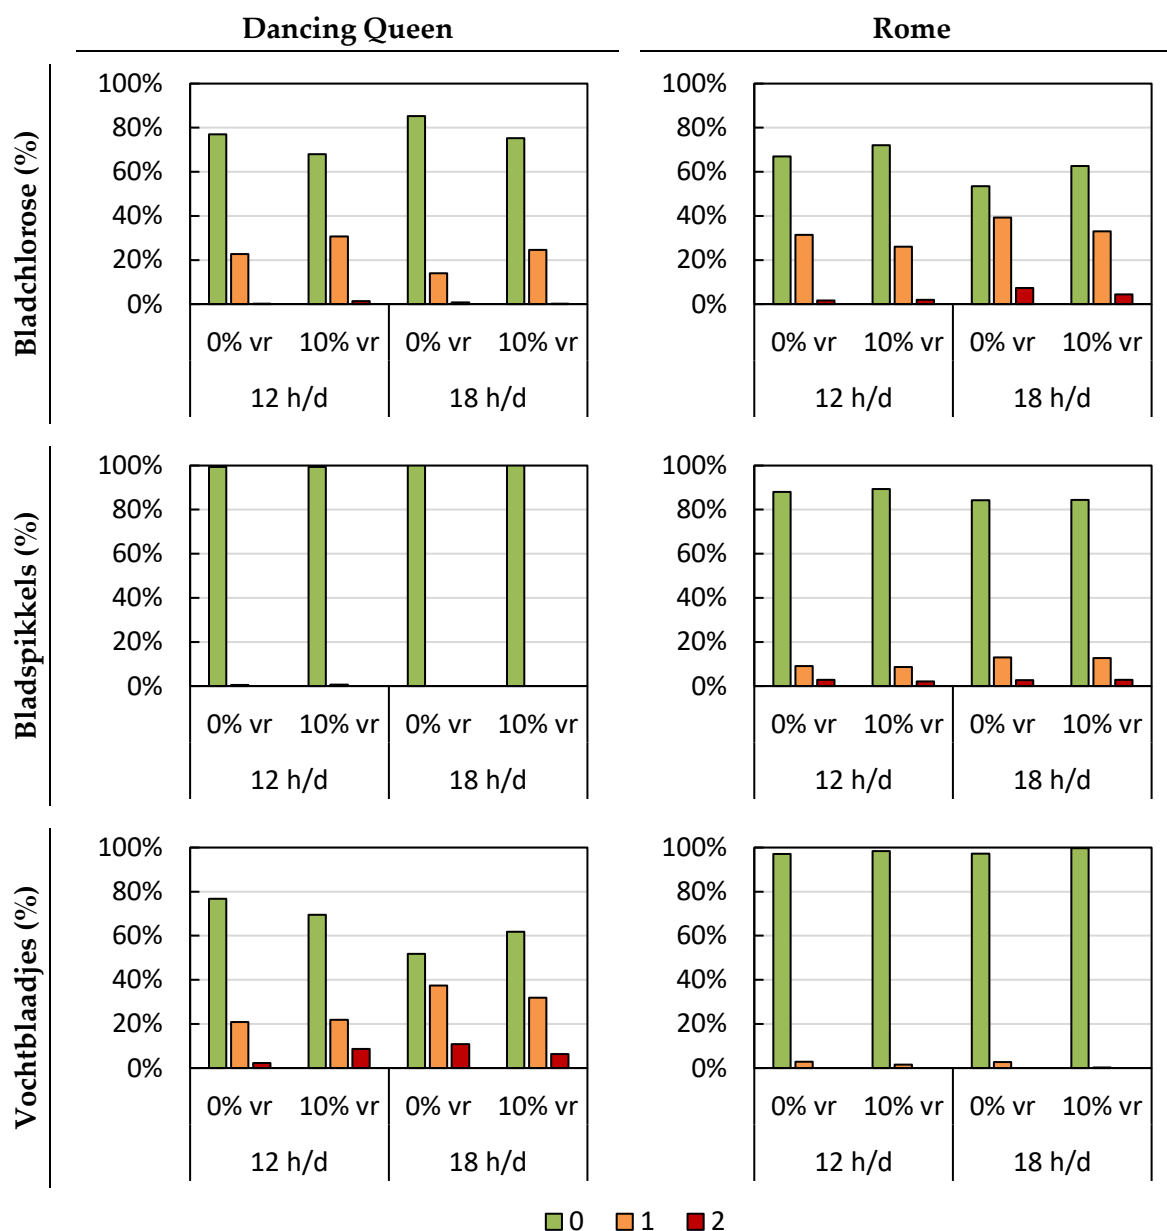 Dancing Queen Rome
Bladchlorose (%)
100% 100%
80% 80%
60% 60%
40% 40%
20% 20%
0% 0%
0% vr 10% vr 0% vr 10% vr 0% vr 10% vr 0% vr 10% vr
12 h/d 18 h/d 12 h/d 18 h/d
Bladspikkels (%)
100% 100%
80% 80%
60% 60%
40% 40%
20% 20%
0% 0%
0% vr 10% vr 0% vr 10% vr 0% vr 10% vr 0% vr 10% vr
12 h/d 18 h/d 12 h/d 18 h/d
Vochtblaadjes (%)
100% 100%
80% 80%
60% 60%
40% 40%
20% 20%
0% 0%
0% vr 10% vr 0% vr 10% vr 0% vr 10% vr 0% vr 10% vr
12 h/d 18 h/d 12 h/d 18 h/d
0 1 2